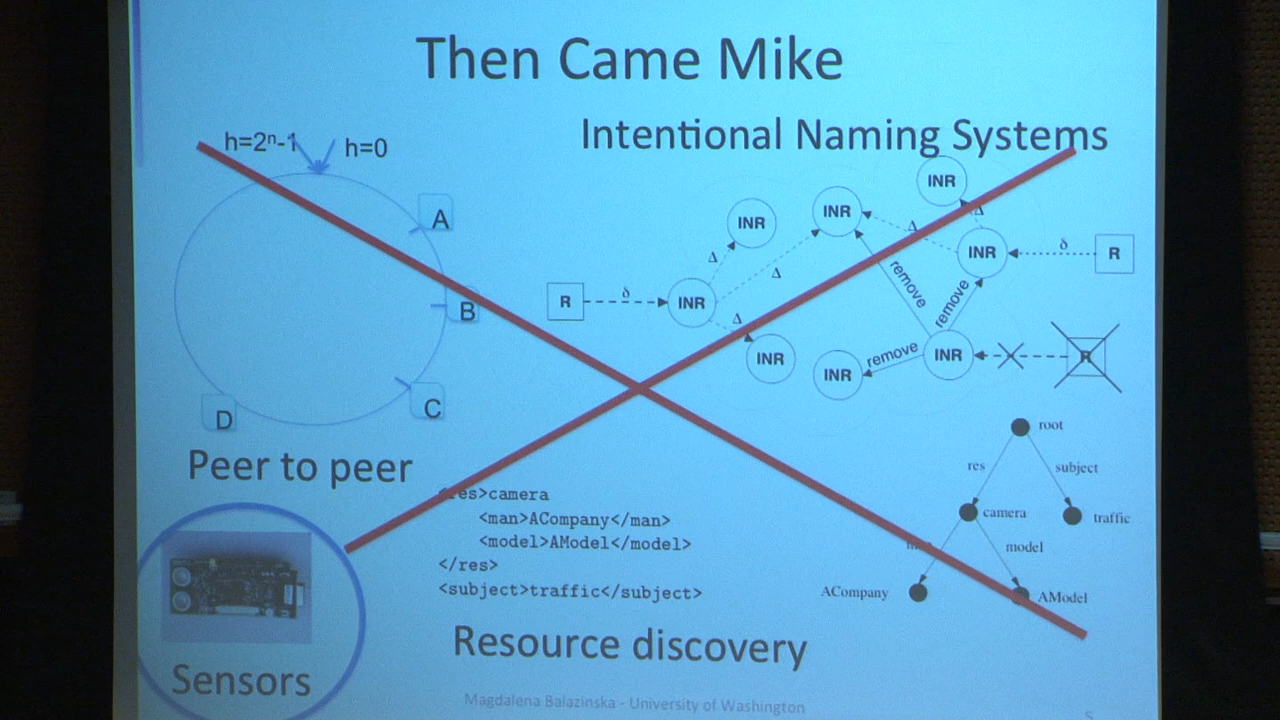 Then Came Mike
Intentional Naming Systems
h=2ⁿ-1
h=0
A
B
C
D
Peer to peer
INR
INR
INR
INR
INR
INR
INR
INR
R
R
R
δ
δ
Δ
Δ
Δ
Δ
Δ
remove
remove
remove
root
res
subject
camera
traffic
model
ACompany
AModel
<res>camera
<man>ACompany</man>
<model>AModel</model>
</res>
<subject>traffic</subject>
Resource discovery
Sensors
Magdalena Balazinska - University of Washington
5